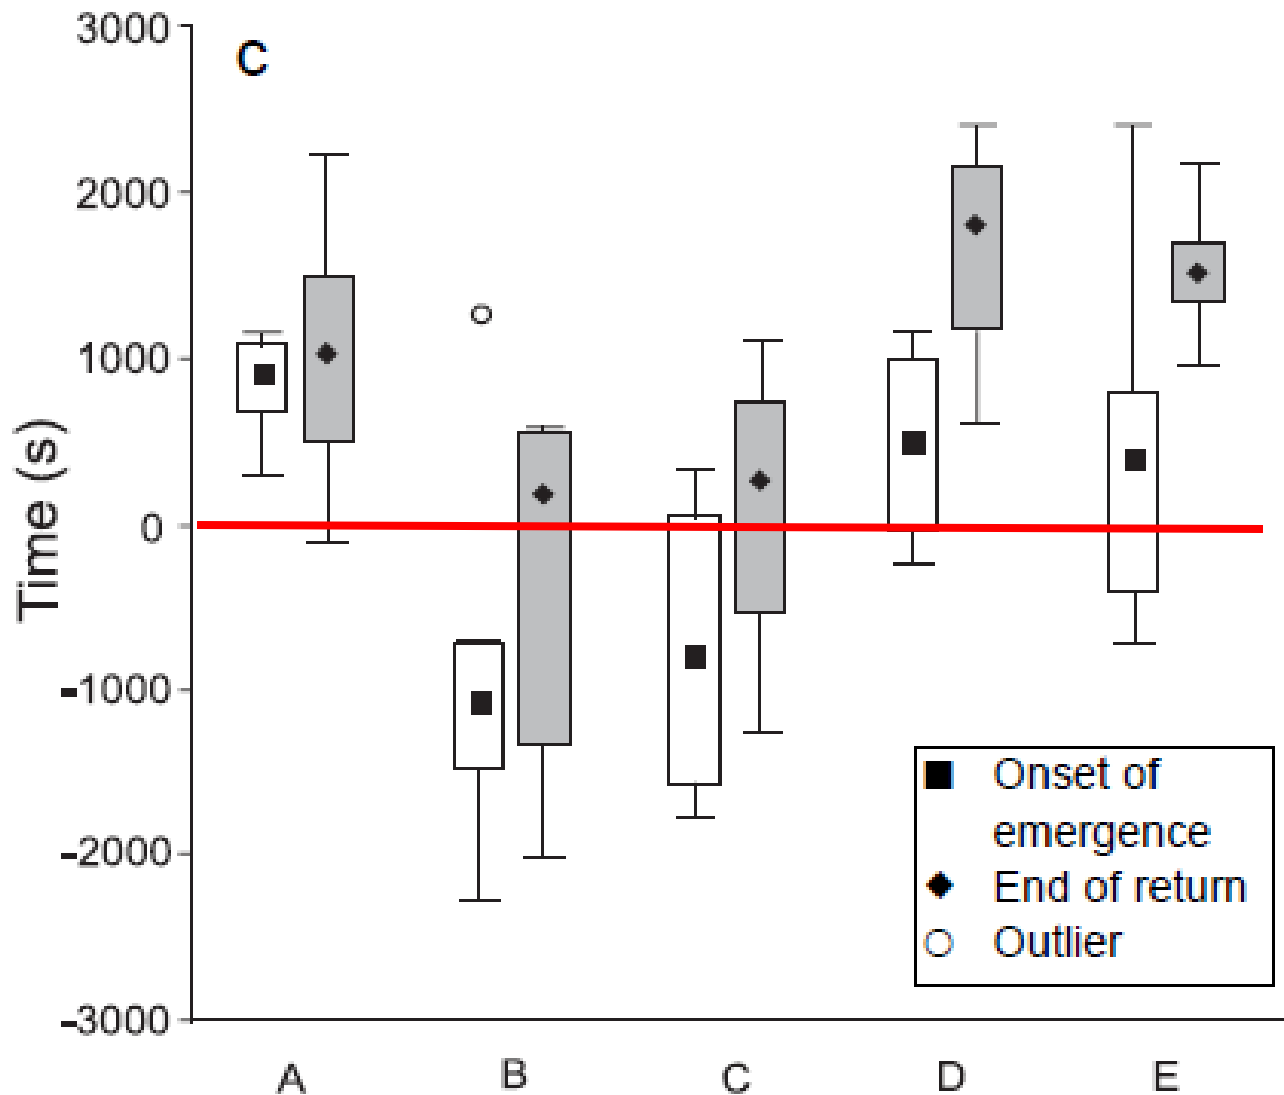 3000
C
2000
1000
0
-1000
-2000
-3000
Time (s)
Onset of
emergence
End of return
Outlier
A B C D E